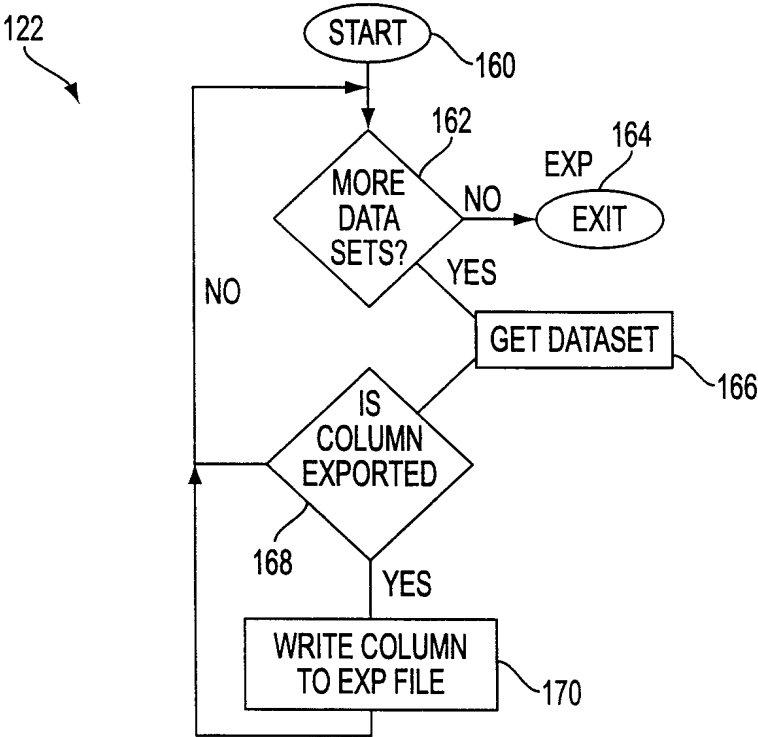 122
START
160
162
MORE
DATA
SETS?
NO
EXP
164
EXIT
YES
NO
GET DATASET
166
IS
COLUMN
EXPORTED
168
YES
WRITE COLUMN
TO EXP FILE
170